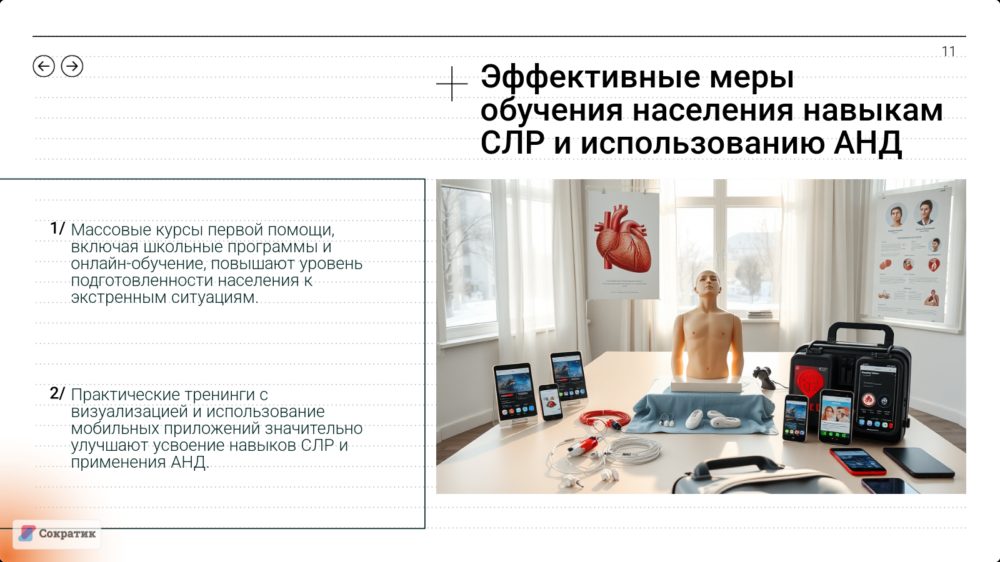 11
Эффективные меры
обучения населения навыкам
СЛР и использованию АНД
1/ Массовые курсы первой помощи,
включая школьные программы и
онлайн-обучение, повышают уровень
подготовленности населения к
экстренным ситуациям.
2/ Практические тренинги с
визуализацией и использование
мобильных приложений значительно
улучшают усвоение навыков СЛР и
применения АНД.
Сократик